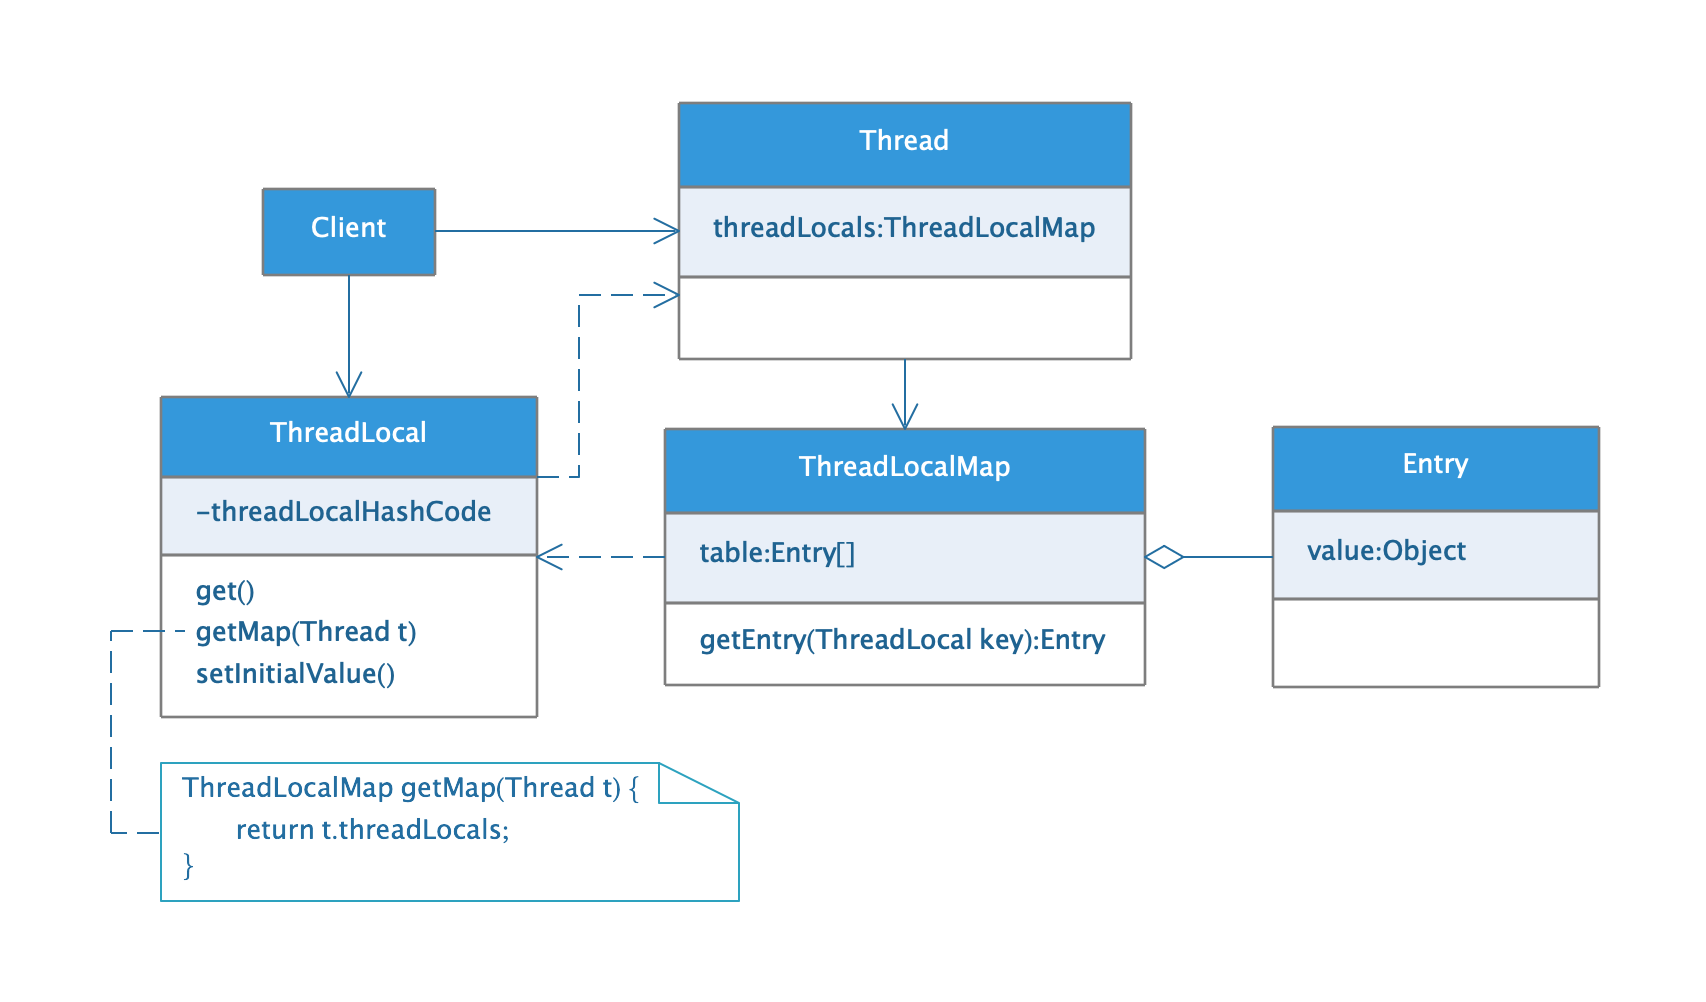 Thread
threadLocals:ThreadLocalMap
Client
ThreadLocal
-threadLocalHashCode
get()
getMap(Thread t)
setInitialValue()
ThreadLocalMap
table:Entry[]
getEntry(ThreadLocal key):Entry
Entry
value:Object
ThreadLocalMap getMap(Thread t) {
return t.threadLocals;
}